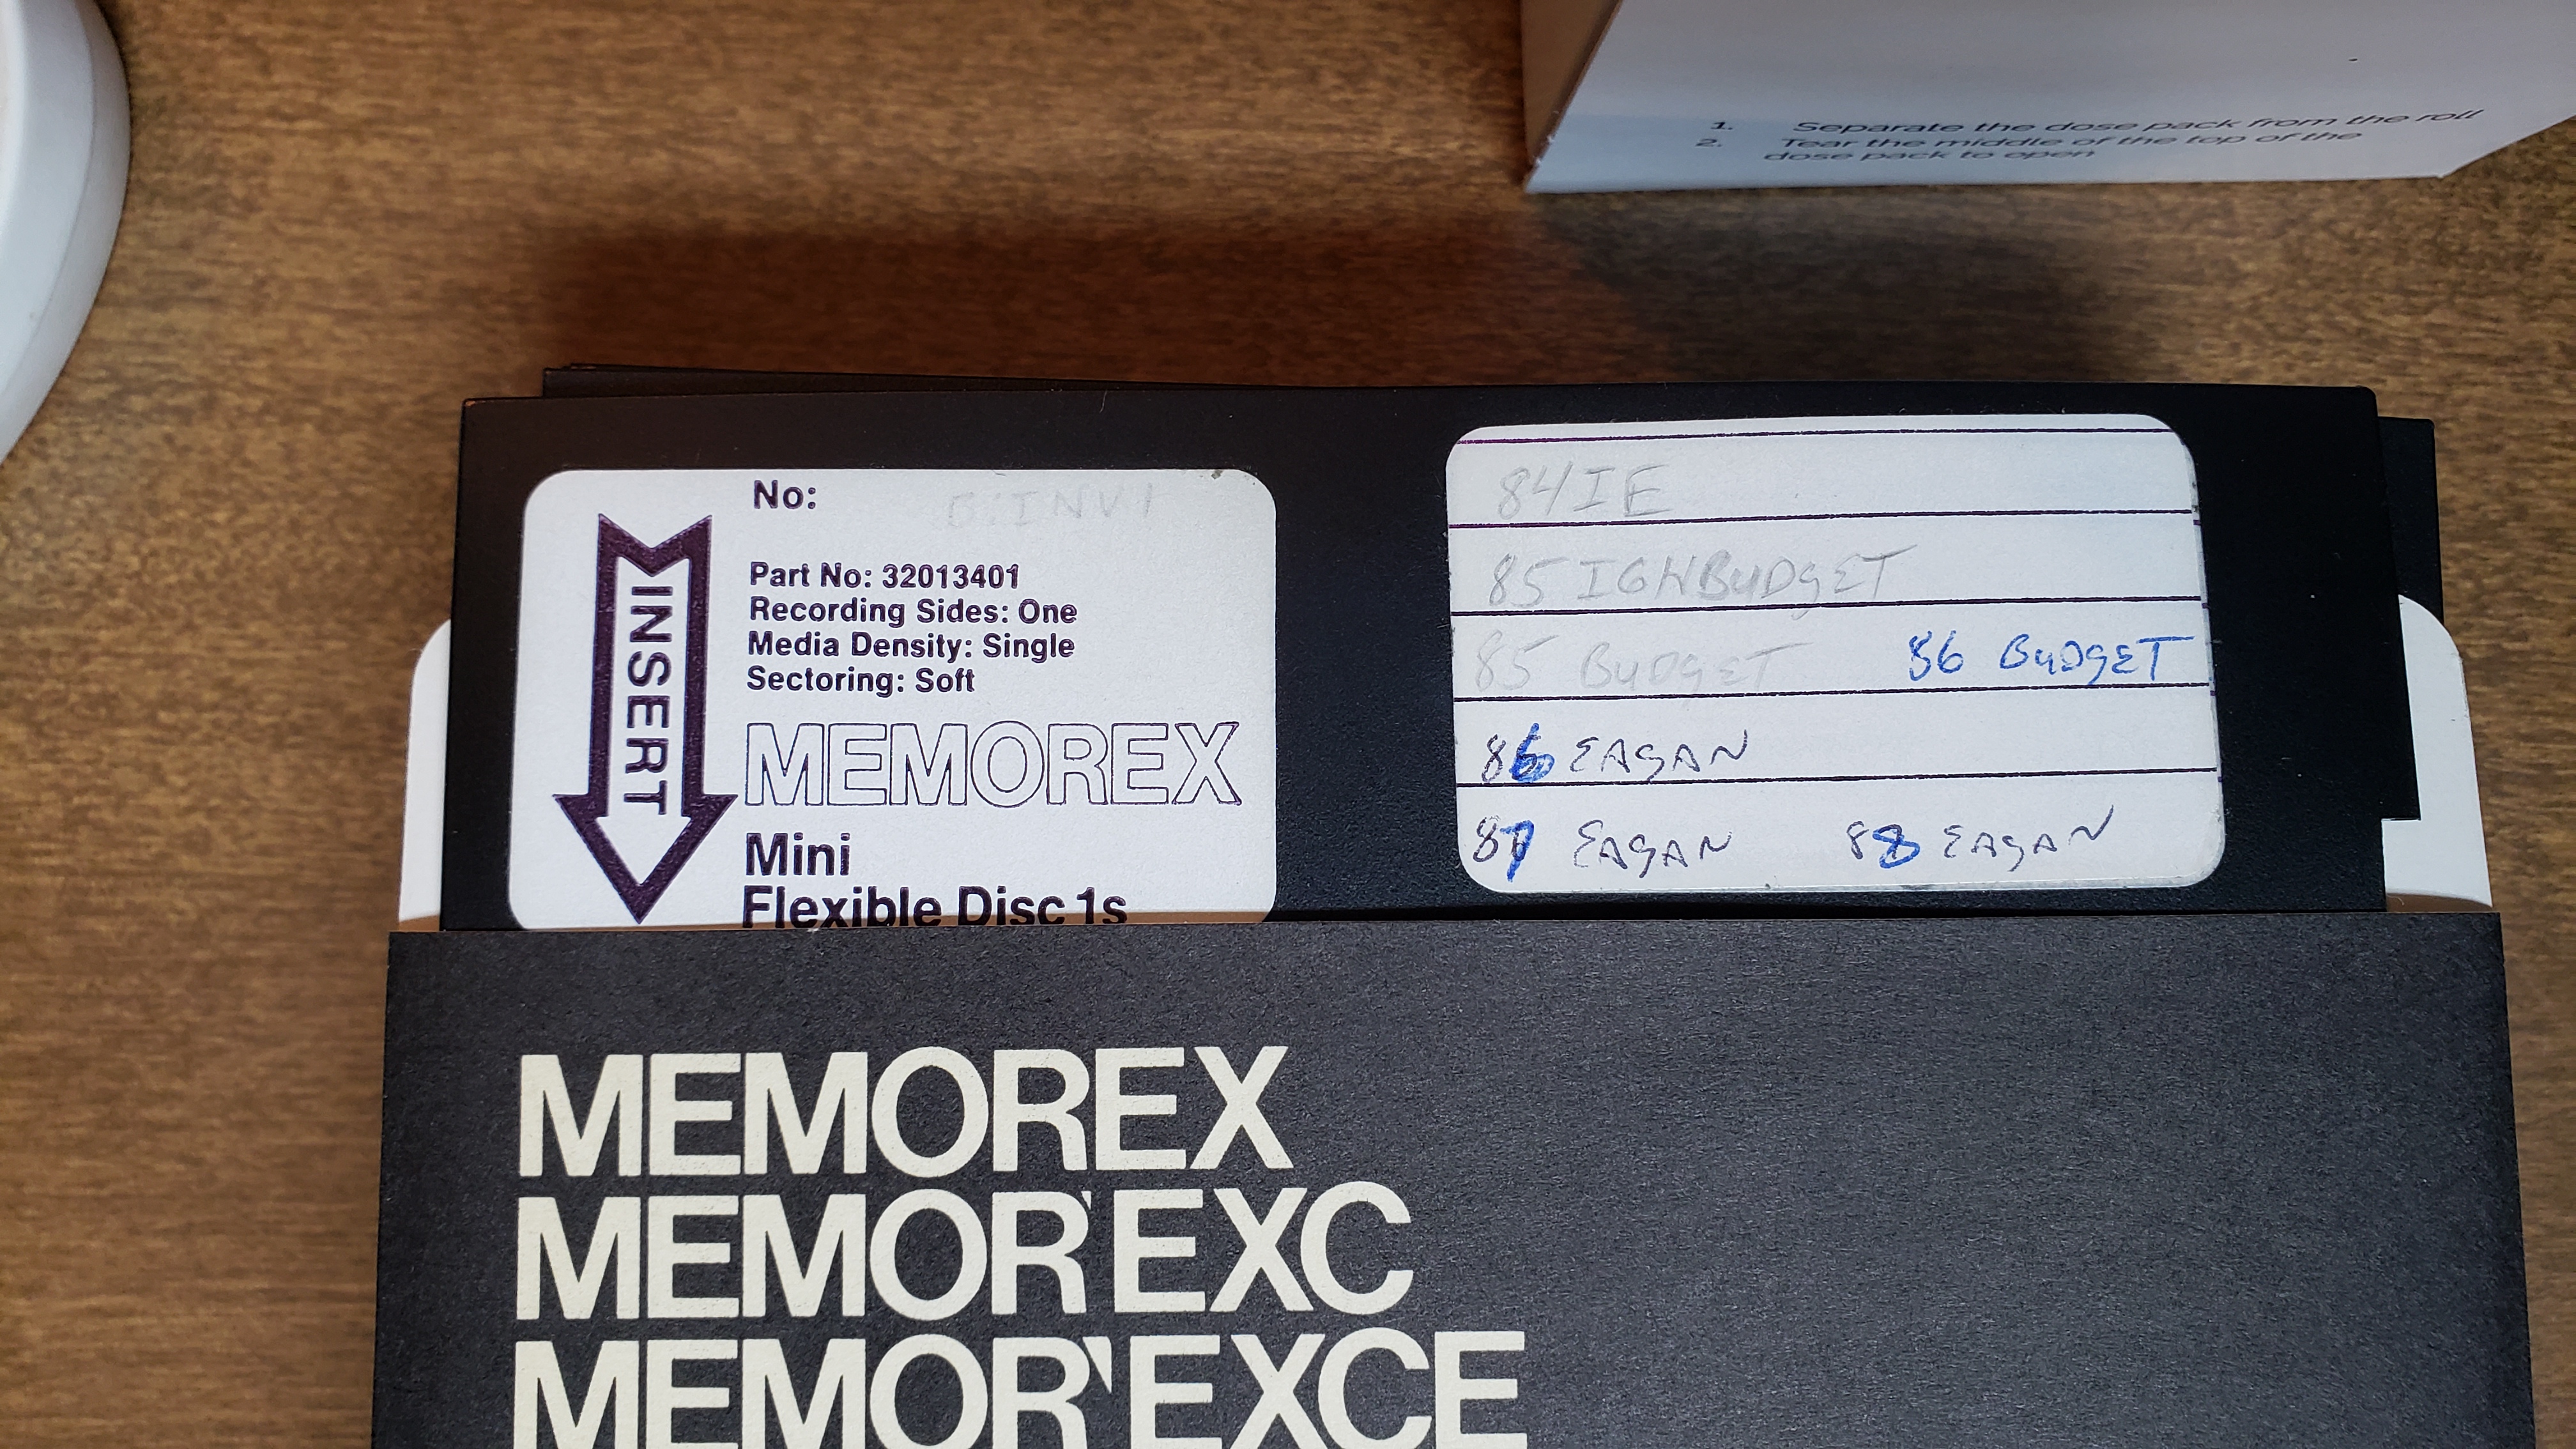 1. Separate the dose pack from the roll
2. Tear the middle of the top of the
dose pack to open
No:
INSERT
Part No: 32013401
Recording Sides: One
Media Density: Single
Sectoring: Soft
MEMOREX
Mini
Flexible Disc 1s
84IE
85 IGHBUDGET
85 BUDGET 86 BUDGET
86 EAGAN
87 EAGAN 88 EAGAN
MEMOREX
MEMOR'EXC
MEMOR'EXCE